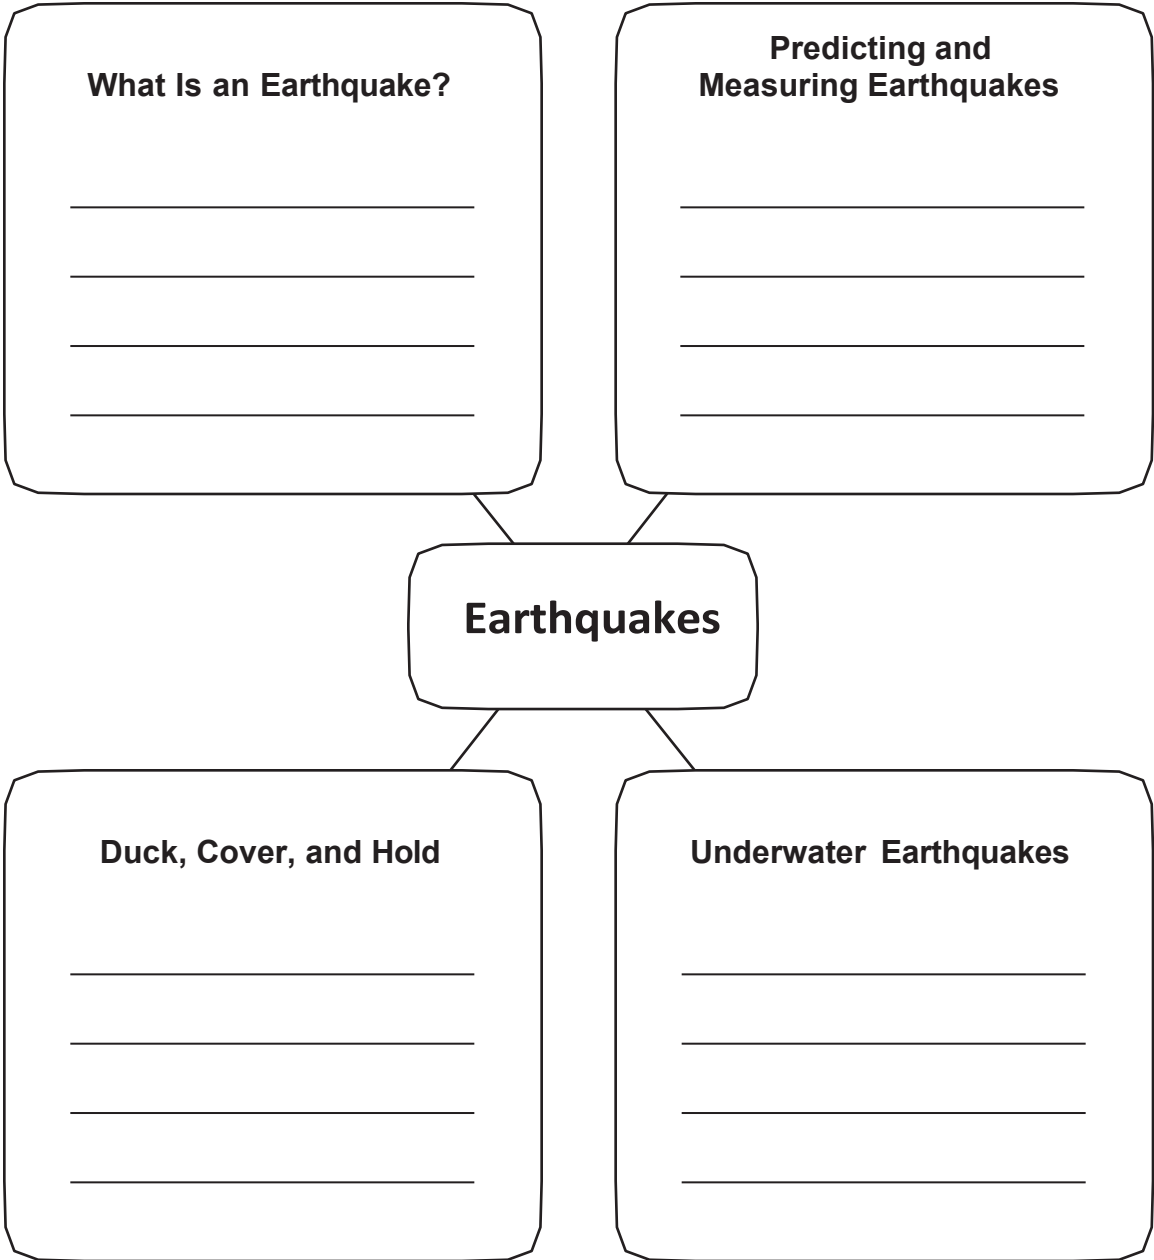 What Is an Earthquake?
Predicting and
Measuring Earthquakes
Earthquakes
Duck, Cover, and Hold
Underwater Earthquakes